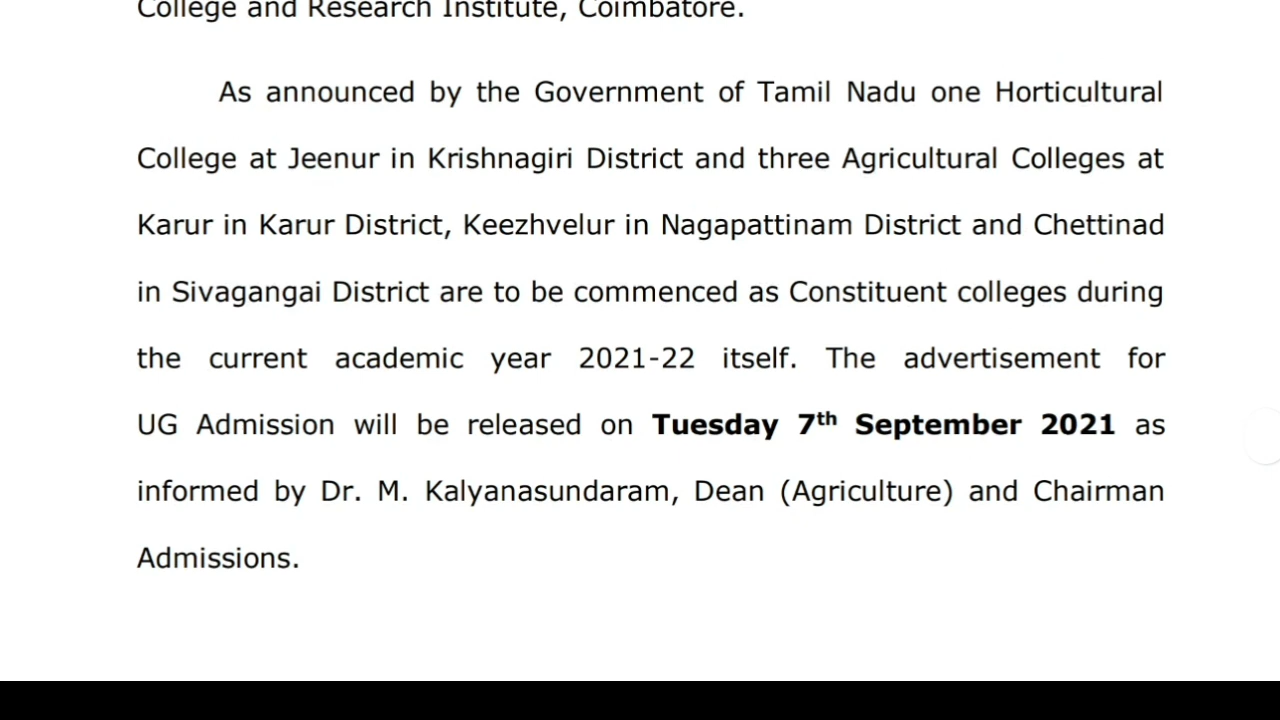 College and Research Institute, Coimbatore.
As announced by the Government of Tamil Nadu one Horticultural
College at Jeenur in Krishnagiri District and three Agricultural Colleges at
Karur in Karur District, Keezhvelur in Nagapattinam District and Chettinad
in Sivagangai District are to be commenced as Constituent colleges during
the current academic year 2021-22 itself. The advertisement for
UG Admission will be released on Tuesday 7th September 2021 as
informed by Dr. M. Kalyanasundaram, Dean (Agriculture) and Chairman
Admissions.